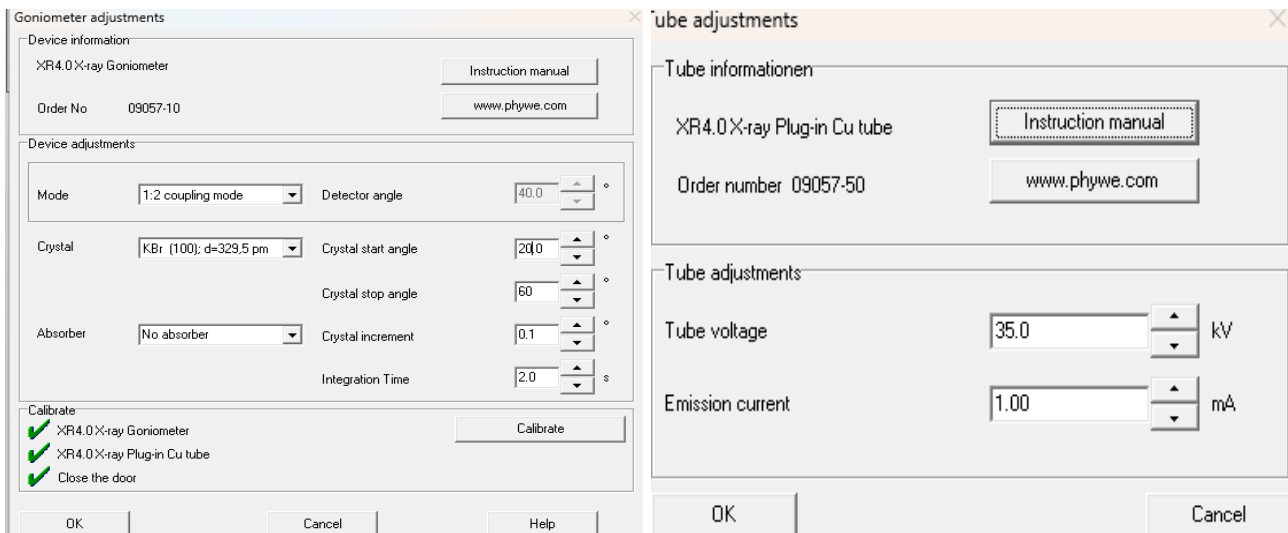 Goniometer adjustments
Device information
XR4.0 X-ray Goniometer
Instruction manual
Order No 09057-10
www.phywe.com
Device adjustments
Mode 1:2 coupling mode Detector angle 40.0 °
Crystal KBr (100); d=329,5 pm Crystal start angle 20.0 °
Crystal stop angle 60 °
Absorber No absorber Crystal increment 0.1 °
Integration Time 2.0 s
Calibrate
XR4.0 X-ray Goniometer Calibrate
XR4.0 X-ray Plug-in Cu tube
Close the door
OK Cancel Help
ube adjustments
Tube informationen
XR4.0 X-ray Plug-in Cu tube Instruction manual
Order number 09057-50 www.phywe.com
Tube adjustments
Tube voltage 35.0 kV
Emission current 1.00 mA
OK Cancel